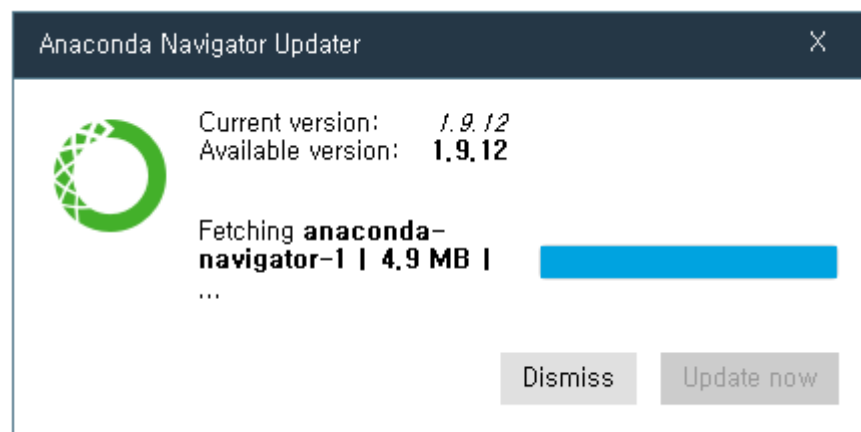 Anaconda Navigator Updater X
Current version: 1.9.12
Available version: 1.9.12
Fetching anaconda-
navigator-1 | 4.9 MB |
...
Dismiss Update now